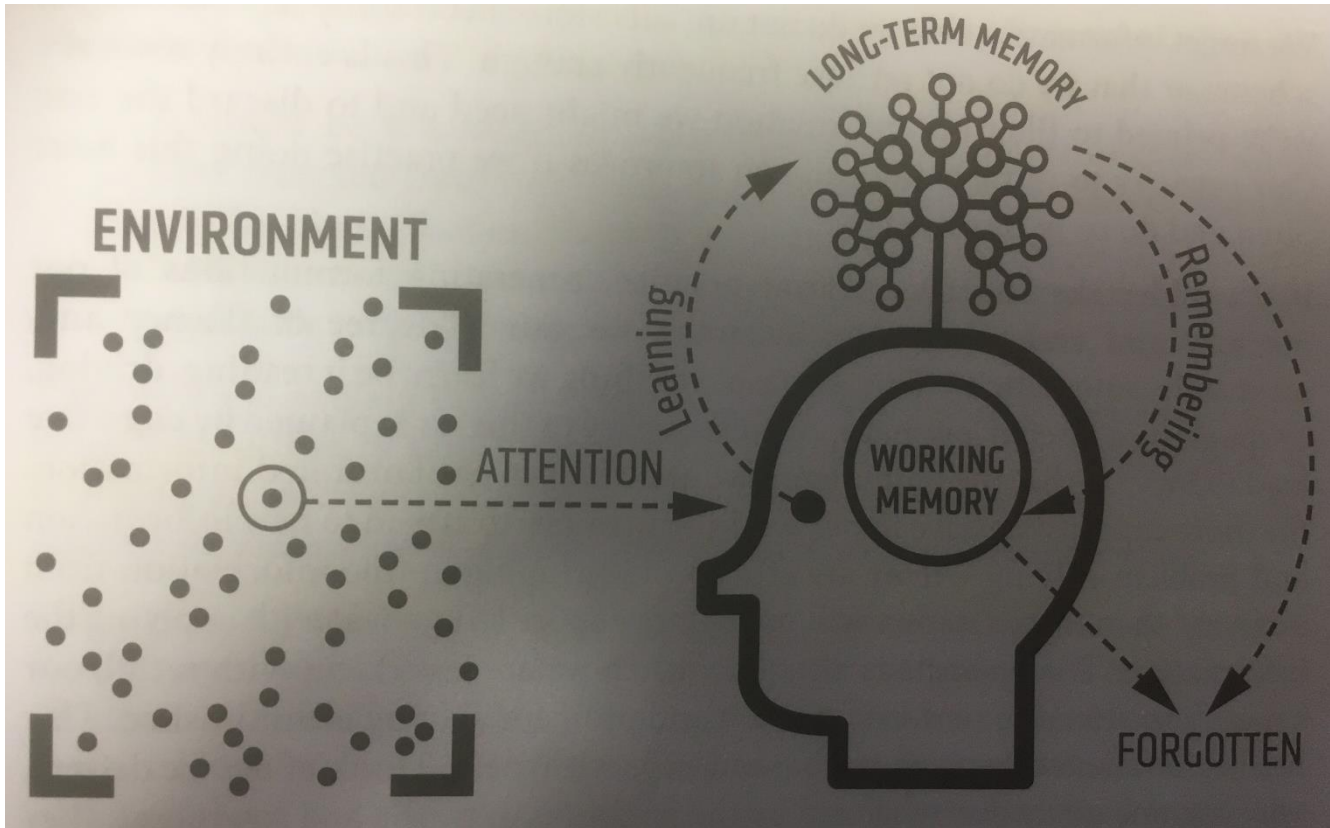 LONG-TERM MEMORY
ENVIRONMENT
Learning
Remembering
ATTENTION
WORKING
MEMORY
FORGOTTEN